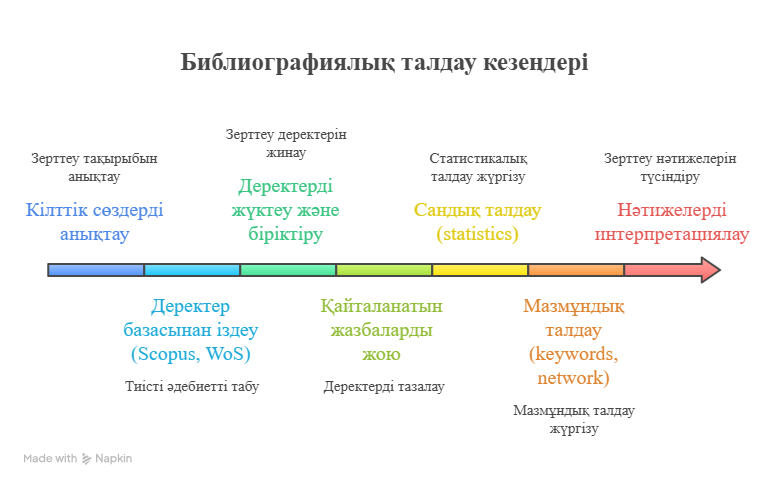 Библиографиялық талдау кезеңдері
Зерттеу тақырыбын
анықтау
Кілттік сөздерді
анықтау
Деректер
базасынан іздеу
(Scopus, WoS)
Тиісті әдебиетті табу
Зерттеу деректерін
жинау
Деректерді
жүктеу және
біріктіру
Қайталанатын
жазбаларды
жою
Деректерді тазалау
Статистикалық
талдау жүргізу
Сандық талдау
(statistics)
Мазмұндық
талдау
(keywords,
network)
Мазмұндық талдау
жүргізу
Зерттеу нәтижелерін
түсіндіру
Нәтижелерді
интерпретациялау
Made with Napkin